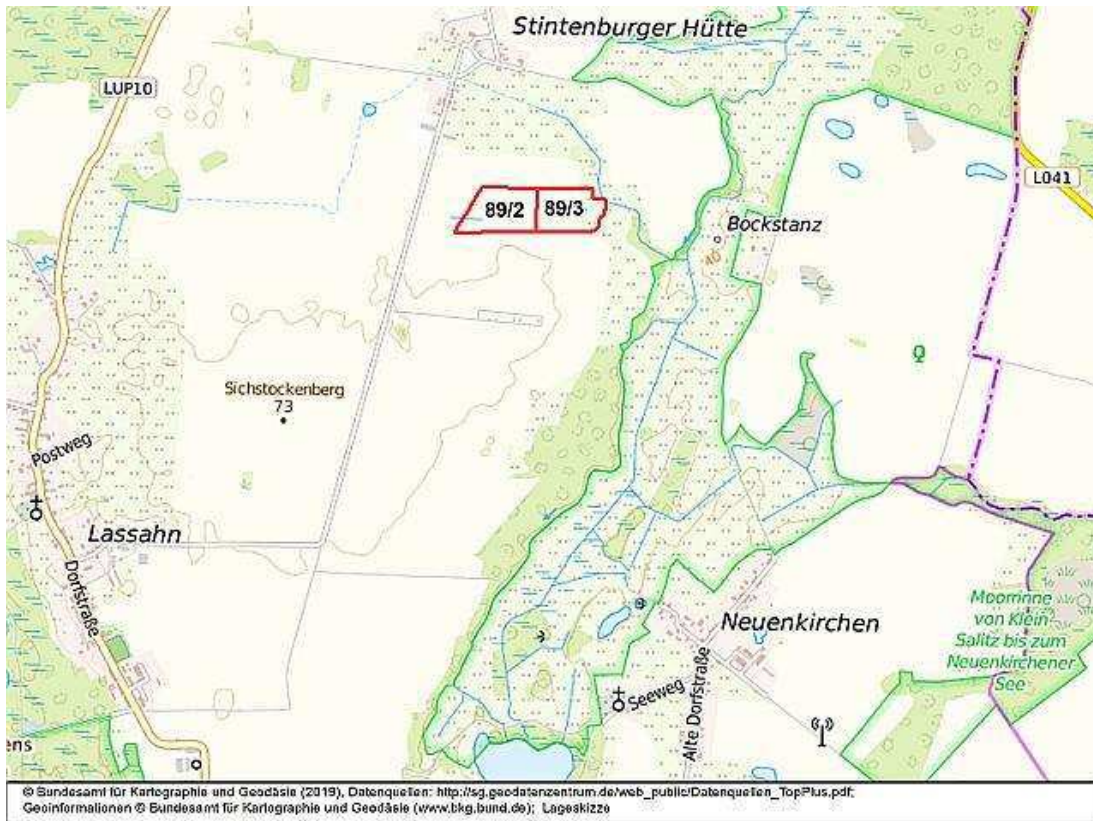 Stintenburger Hütte
LUP10
L041
89/2
89/3
Bockstanz
40
Sichstockenberg
73
Postweg
Lassahn
Dorfstraße
Neuenkirchen
Moorrinne
von Klein
Salitz bis zum
Neuenkirchener
See
Seeweg
Alte Dorfstraße
ens
© Bundesamt für Kartographie und Geodäsie (2019), Datenquellen: http://sg.geodatenzentrum.de/web_public/Datenquellen_TopPlus.pdf;
Geoinformationen © Bundesamt für Kartographie und Geodäsie (www.bkg.bund.de); Lageskizze